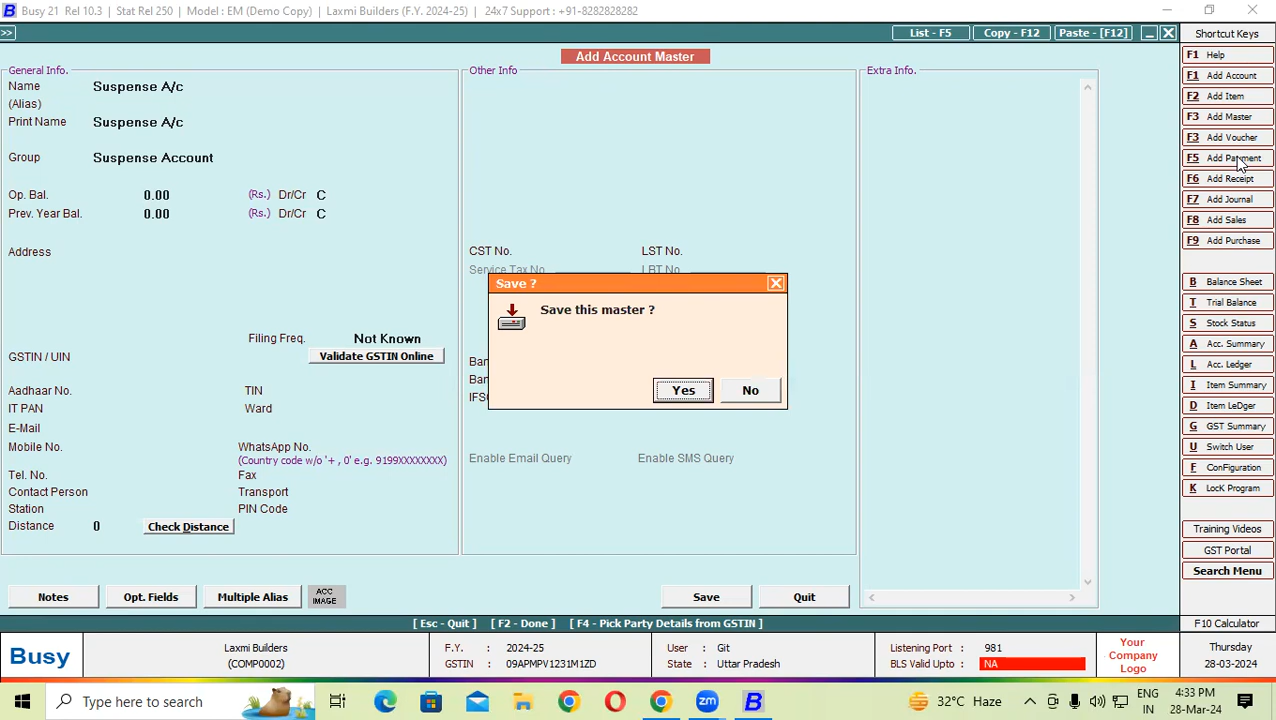 Busy 21 Rel 10.3 | Stat Rel 250 | Model : EM (Demo Copy) | Laxmi Builders (F.Y. 2024-25) | 24x7 Support : +91-8282828282
>> List - F5 Copy - F12 Paste - [F12]
Shortcut Keys
Add Account Master
General Info.
Name Suspense A/c
(Alias)
Print Name Suspense A/c
Group Suspense Account
Op. Bal. 0.00 (Rs.) Dr/Cr C
Prev. Year Bal. 0.00 (Rs.) Dr/Cr C
Address
Filing Freq. Not Known
GSTIN / UIN Validate GSTIN Online
Aadhaar No. TIN
IT PAN Ward
E-Mail
Mobile No. WhatsApp No.
(Country code w/o '+ , 0' e.g. 9199XXXXXXXX)
Tel. No. Fax
Contact Person Transport
Station PIN Code
Distance 0 Check Distance
Other Info
CST No. LST No.
Service Tax No. LBT No.
Ban
Ban
IFS
Enable Email Query Enable SMS Query
Extra Info.
Save ?
Save this master ?
Yes No
Notes Opt. Fields Multiple Alias ACC IMAGE Save Quit
[ Esc - Quit ] [ F2 - Done ] [ F4 - Pick Party Details from GSTIN ]
F1 Help
F1 Add Account
F2 Add Item
F3 Add Master
F3 Add Voucher
F5 Add Payment
F6 Add Receipt
F7 Add Journal
F8 Add Sales
F9 Add Purchase
B Balance Sheet
T Trial Balance
S Stock Status
A Acc. Summary
L Acc. Ledger
I Item Summary
D Item LeDger
G GST Summary
U Switch User
F ConFiguration
K LocK Program
Training Videos
GST Portal
Search Menu
F10 Calculator
Busy
Laxmi Builders
(COMP0002)
F.Y. : 2024-25
GSTIN : 09APMPV1231M1ZD
User : Git
State : Uttar Pradesh
Listening Port : 981
BLS Valid Upto : NA
Your
Company
Logo
Thursday
28-03-2024
Type here to search
32°C Haze
ENG
IN
4:33 PM
28-Mar-24